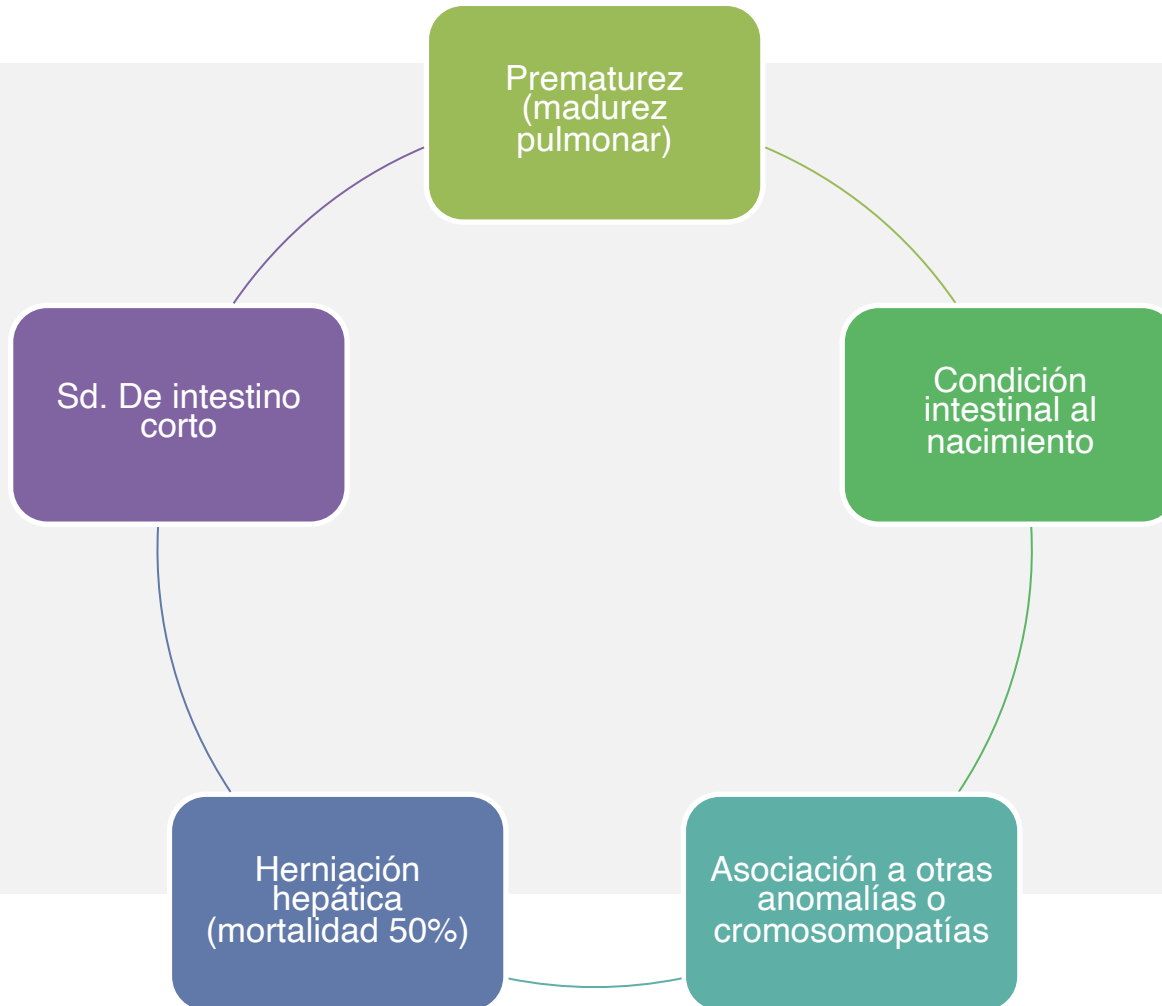 Prematurez
(madurez
pulmonar)
Condición
intestinal al
nacimiento
Asociación a otras
anomalías o
cromosomopatías
Herniación
hepática
(mortalidad 50%)
Sd. De intestino
corto